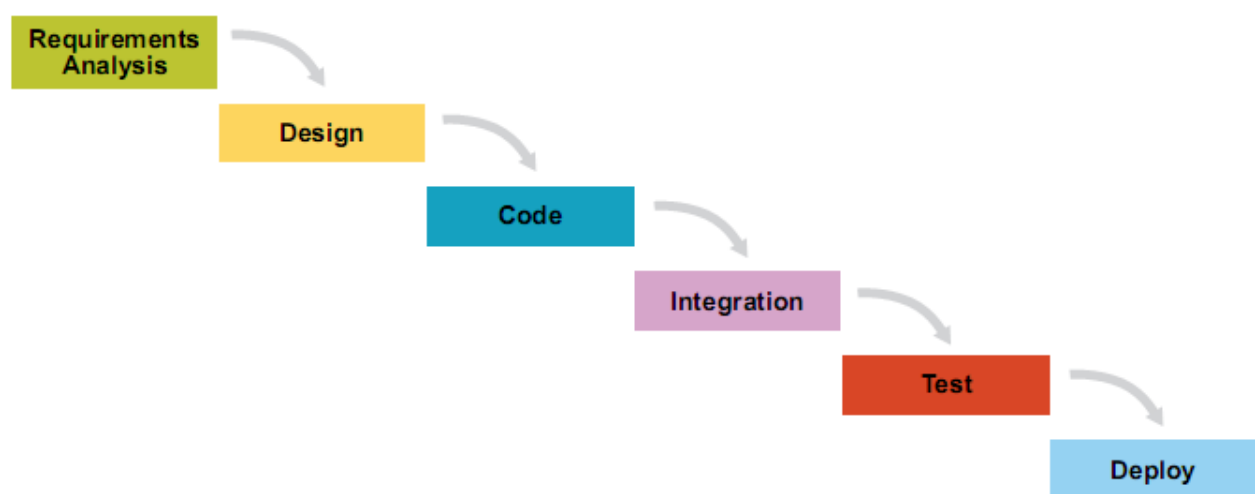 Requirements
Analysis
Design
Code
Integration
Test
Deploy